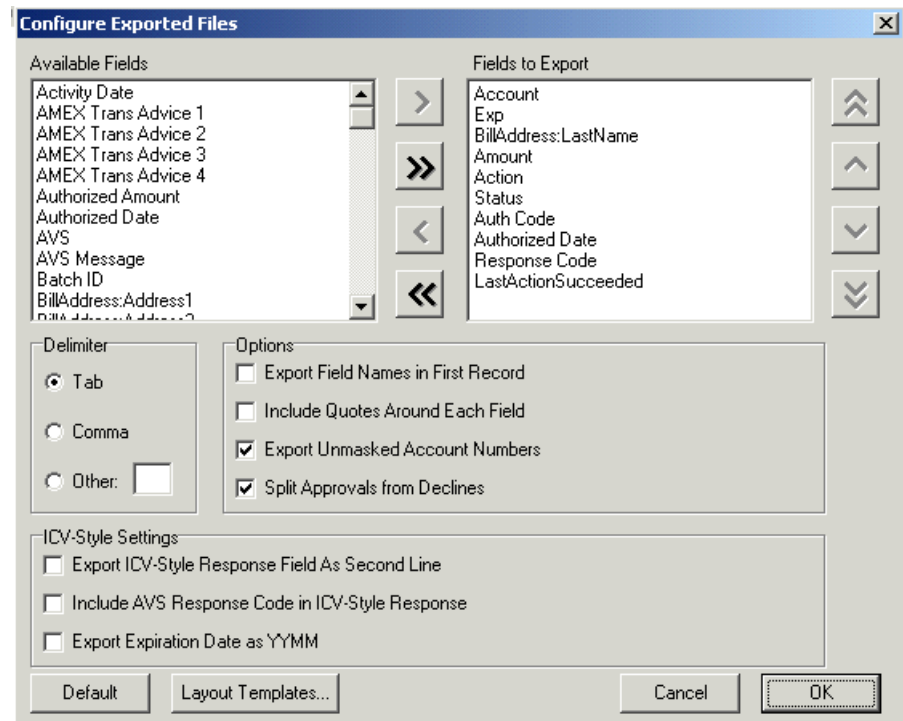 Configure Exported Files
Available Fields
Activity Date
AMEX Trans Advice 1
AMEX Trans Advice 2
AMEX Trans Advice 3
AMEX Trans Advice 4
Authorized Amount
Authorized Date
AVS
AVS Message
Batch ID
BillAddress:Address1
Fields to Export
Account
Exp
BillAddress:LastName
Amount
Action
Status
Auth Code
Authorized Date
Response Code
LastActionSucceeded
Delimiter
Tab
Comma
Other:
Options
Export Field Names in First Record
Include Quotes Around Each Field
Export Unmasked Account Numbers
Split Approvals from Declines
ICV-Style Settings
Export ICV-Style Response Field As Second Line
Include AVS Response Code in ICV-Style Response
Export Expiration Date as YYMM
Default
Layout Templates...
Cancel
OK